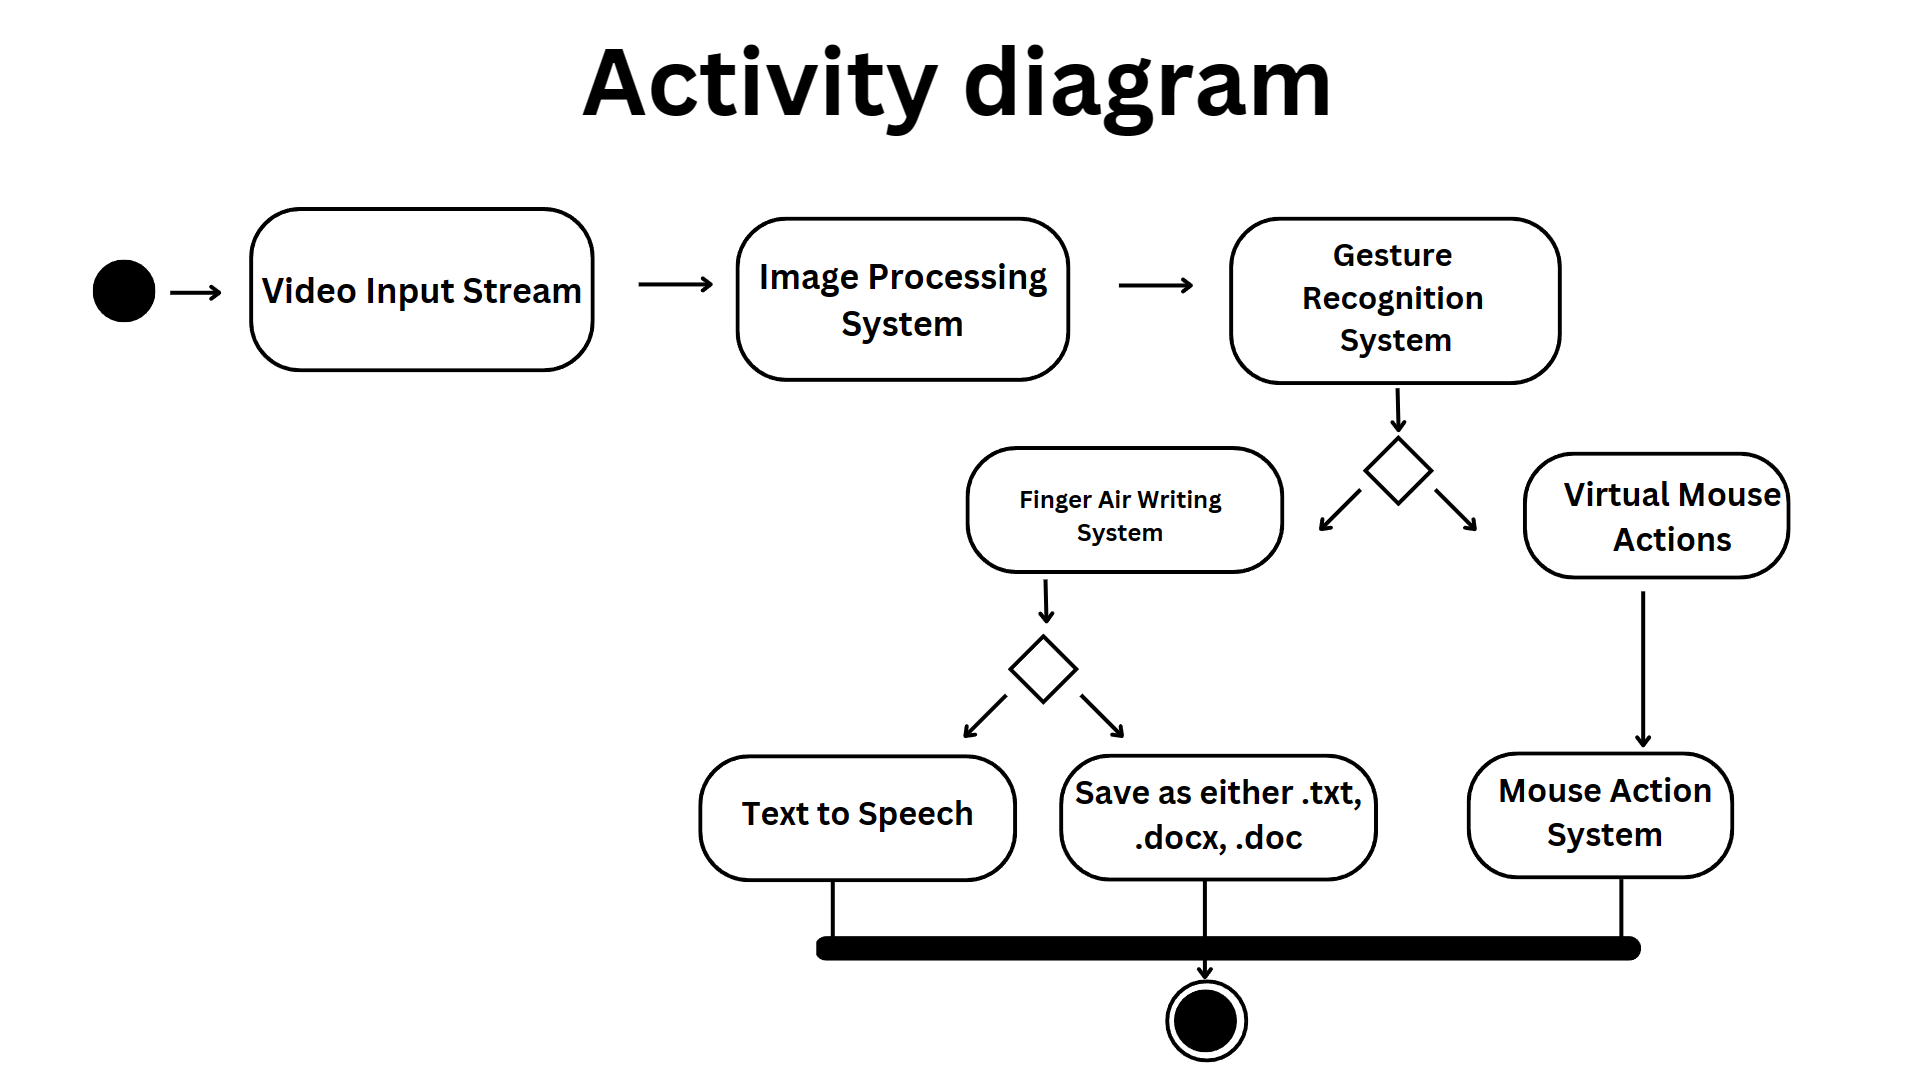 Activity diagram
Video Input Stream
Image Processing
System
Gesture
Recognition
System
Finger Air Writing
System
Virtual Mouse
Actions
Text to Speech
Save as either .txt,
.docx, .doc
Mouse Action
System